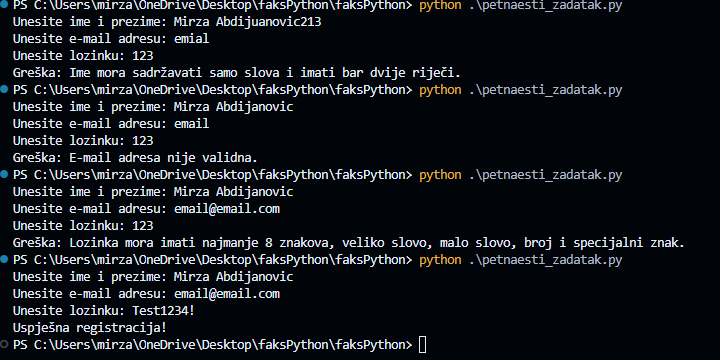 PS C:\Users\mirza\OneDrive\Desktop\faksPython\faksPython> python .\petnaesti_zadatak.py
Unesite ime i prezime: Mirza Abdijuanovic213
Unesite e-mail adresu: emial
Unesite lozinku: 123
Greška: Ime mora sadržavati samo slova i imati bar dvije riječi.
PS C:\Users\mirza\OneDrive\Desktop\faksPython\faksPython> python .\petnaesti_zadatak.py
Unesite ime i prezime: Mirza Abdijanovic
Unesite e-mail adresu: email
Unesite lozinku: 123
Greška: E-mail adresa nije validna.
PS C:\Users\mirza\OneDrive\Desktop\faksPython\faksPython> python .\petnaesti_zadatak.py
Unesite ime i prezime: Mirza Abdijanovic
Unesite e-mail adresu: email@email.com
Unesite lozinku: 123
Greška: Lozinka mora imati najmanje 8 znakova, veliko slovo, malo slovo, broj i specijalni znak.
PS C:\Users\mirza\OneDrive\Desktop\faksPython\faksPython> python .\petnaesti_zadatak.py
Unesite ime i prezime: Mirza Abdijanovic
Unesite e-mail adresu: email@email.com
Unesite lozinku: Test1234!
Uspješna registracija!
PS C:\Users\mirza\OneDrive\Desktop\faksPython\faksPython>